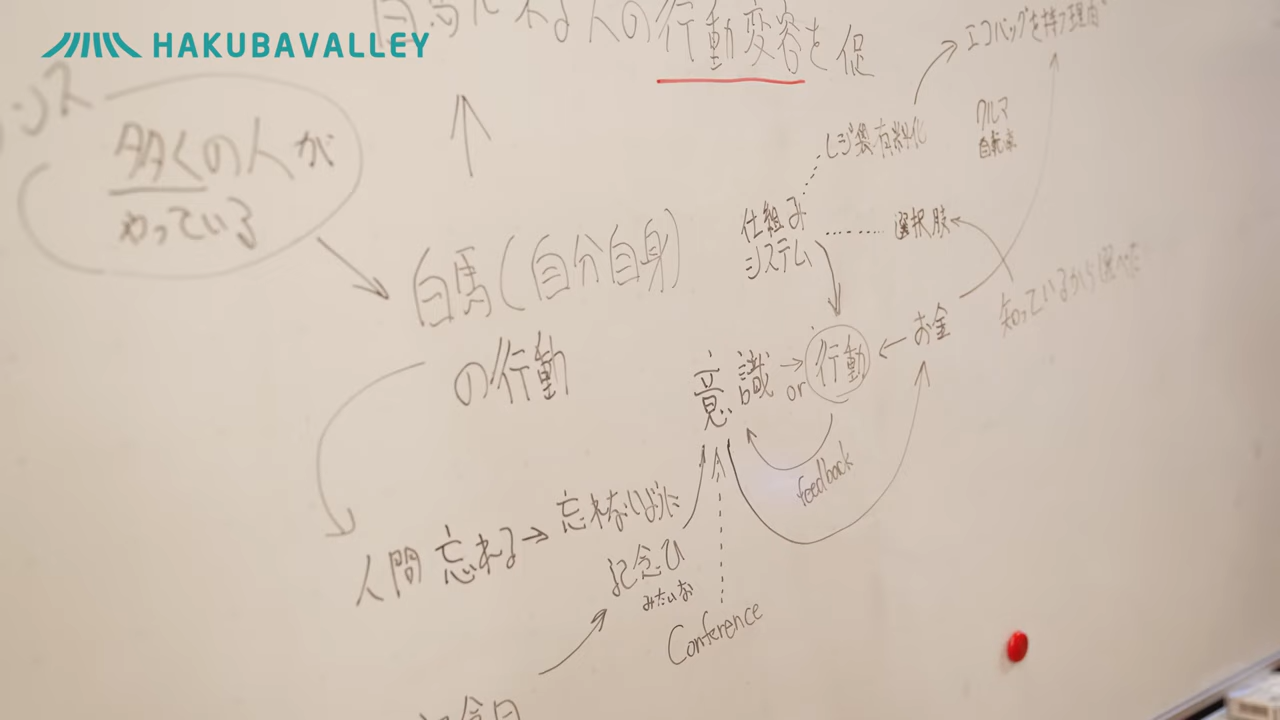 HAKUBAVALLEY
人の行動変容を促
エコバッグを持つ理由
多くの人が
やっている
レジ袋有料化
クルマ
自転車
仕組み
システム
選択肢
白馬(自分自身)
の行動
知っているから選べた
お金
意識 → or 行動 ←
feedback
人間 忘れる→忘れないように
記念ひ
みたいな
Conference
記念日